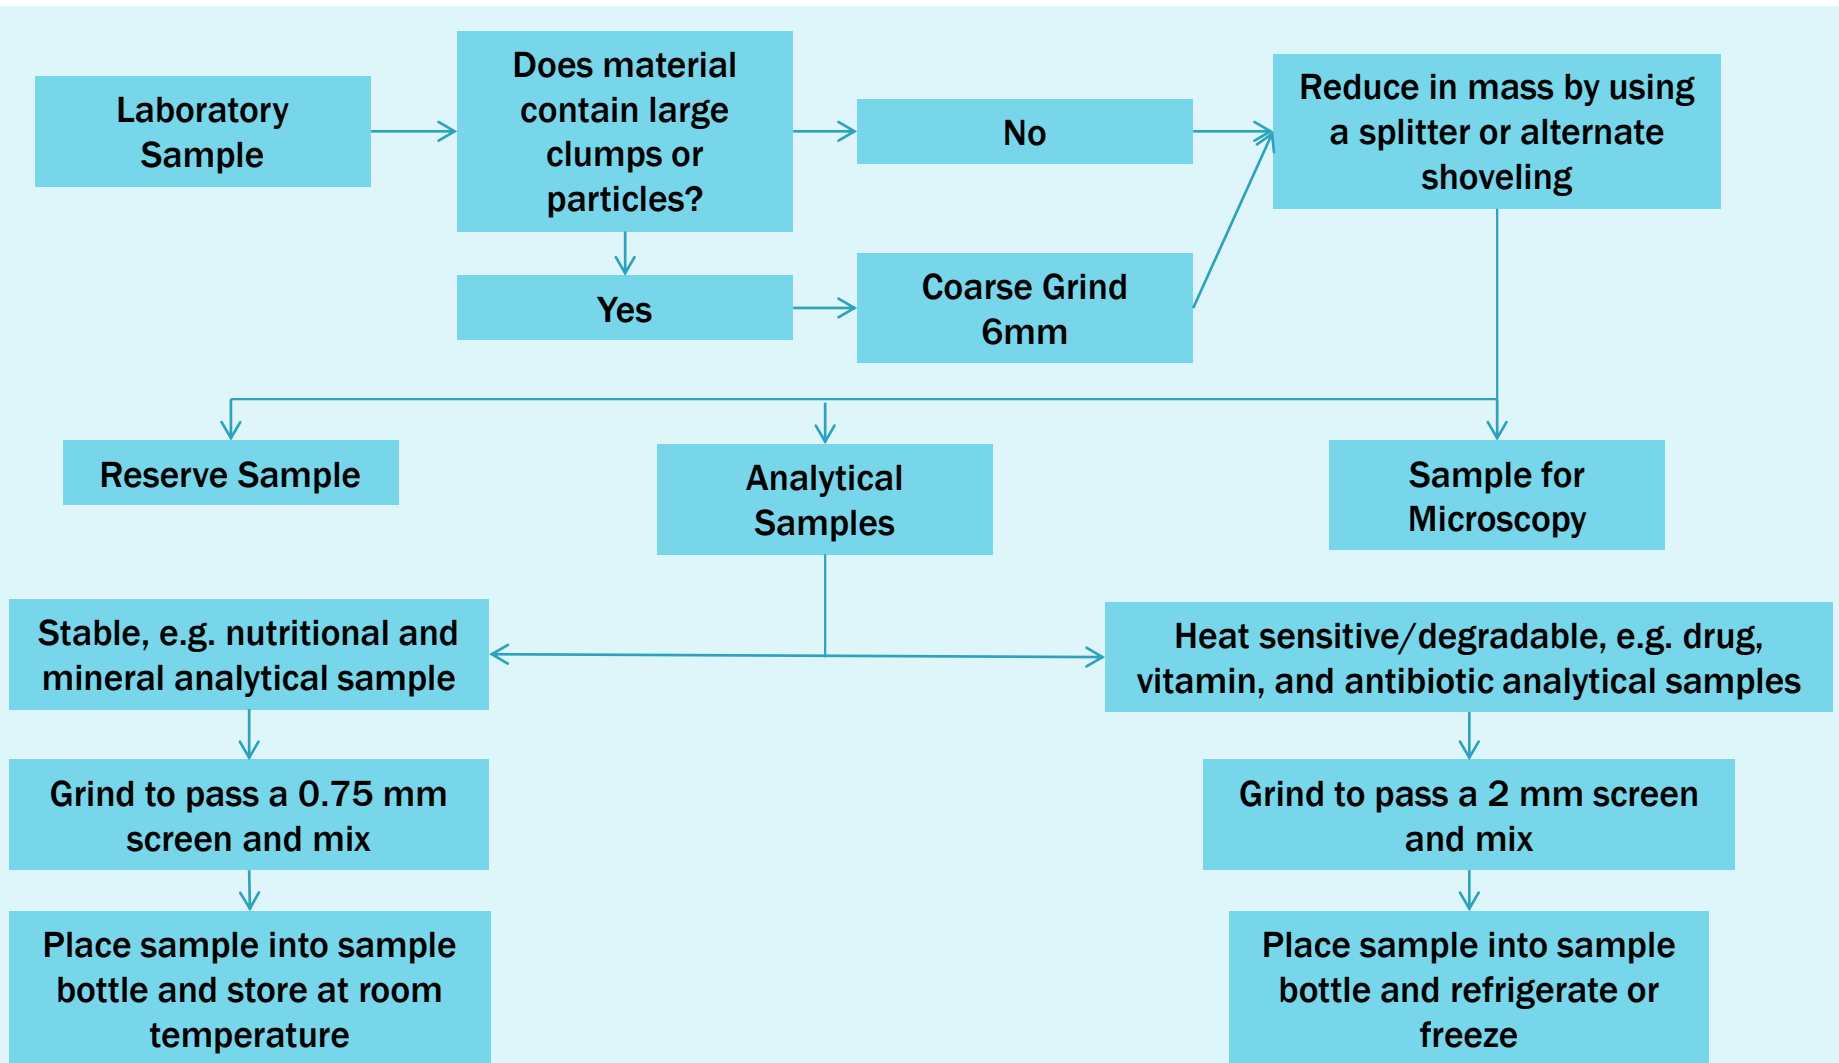 Laboratory
Sample
Does material
contain large
clumps or
particles?
No
Reduce in mass by using
a splitter or alternate
shoveling
Yes
Coarse Grind
6mm
Reserve Sample
Analytical
Samples
Sample for
Microscopy
Stable, e.g. nutritional and
mineral analytical sample
Heat sensitive/degradable, e.g. drug,
vitamin, and antibiotic analytical samples
Grind to pass a 0.75 mm
screen and mix
Grind to pass a 2 mm screen
and mix
Place sample into sample
bottle and store at room
temperature
Place sample into sample
bottle and refrigerate or
freeze